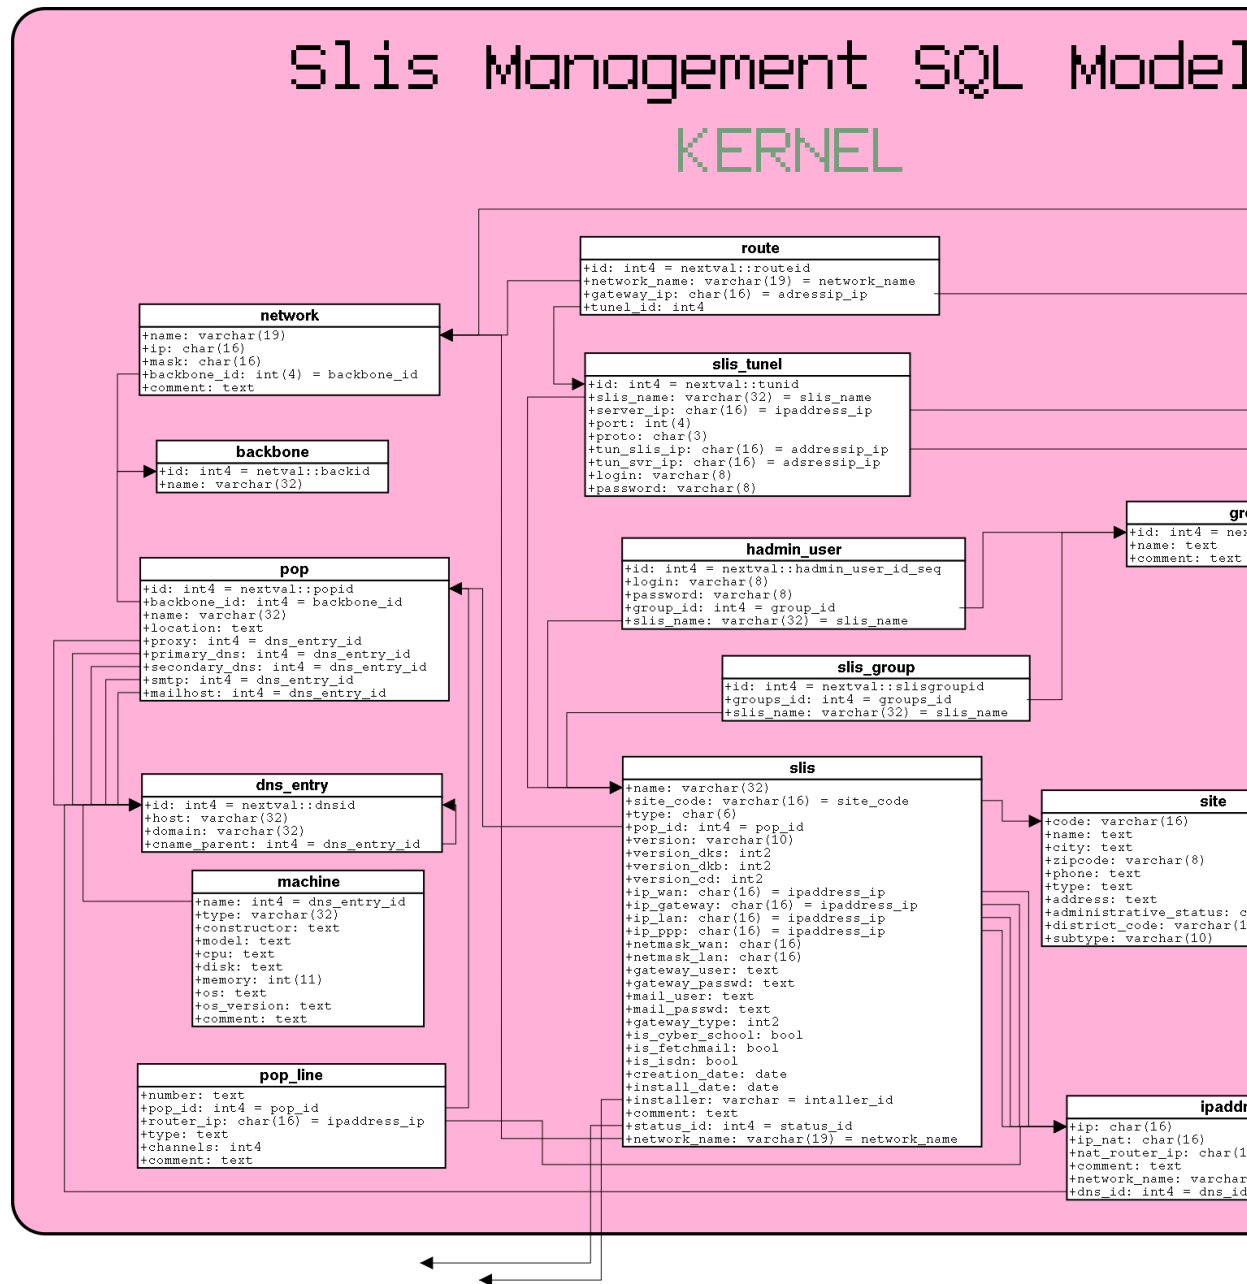 Slis Management SQL Model
KERNEL
route
+id: int4 = nextval::routeid
+network_name: varchar(19) = network_name
+gateway_ip: char(16) = adressip_ip
+tunel_id: int4
network
+name: varchar(19)
+ip: char(16)
+mask: char(16)
+backbone_id: int(4) = backbone_id
+comment: text
slis_tunel
+id: int4 = nextval::tunid
+slis_name: varchar(32) = slis_name
+server_ip: char(16) = ipaddress_ip
+port: int(4)
+proto: char(3)
+tun_slis_ip: char(16) = addressip_ip
+tun_svr_ip: char(16) = adsressip_ip
+login: varchar(8)
+password: varchar(8)
backbone
+id: int4 = netval::backid
+name: varchar(32)
+id: int4 =
+name: text
+comment: text
hadmin_user
+id: int4 = nextval::hadmin_user_id_seq
+login: varchar(8)
+password: varchar(8)
+group_id: int4 = group_id
+slis_name: varchar(32) = slis_name
pop
+id: int4 = nextval::popid
+backbone_id: int4 = backbone_id
+name: varchar(32)
+location: text
+proxy: int4 = dns_entry_id
+primary_dns: int4 = dns_entry_id
+secondary_dns: int4 = dns_entry_id
+smtp: int4 = dns_entry_id
+mailhost: int4 = dns_entry_id
slis_group
+id: int4 = nextval::slisgroupid
+groups_id: int4 = groups_id
+slis_name: varchar(32) = slis_name
dns_entry
+id: int4 = nextval::dnsid
+host: varchar(32)
+domain: varchar(32)
+cname_parent: int4 = dns_entry_id
slis
+name: varchar(32)
+site_code: varchar(16) = site_code
+type: char(6)
+pop_id: int4 = pop_id
+version: varchar(10)
+version_dks: int2
+version_dkb: int2
+version_cd: int2
+ip_wan: char(16) = ipaddress_ip
+ip_gateway: char(16) = ipaddress_ip
+ip_lan: char(16) = ipaddress_ip
+ip_ppp: char(16) = ipaddress_ip
+netmask_wan: char(16)
+netmask_lan: char(16)
+gateway_user: text
+gateway_passwd: text
+mail_user: text
+mail_passwd: text
+gateway_type: int2
+is_cyber_school: bool
+is_fetchmail: bool
+is_isdn: bool
+creation_date: date
+install_date: date
+installer: varchar = intaller_id
+comment: text
+status_id: int4 = status_id
+network_name: varchar(19) = network_name
site
+code: varchar(16)
+name: text
+city: text
+zipcode: varchar(8)
+phone: text
+type: text
+address: text
+administrative_status: c
+district_code: varchar(1
+subtype: varchar(10)
machine
+name: int4 = dns_entry_id
+type: varchar(32)
+constructor: text
+model: text
+cpu: text
+disk: text
+memory: int(11)
+os: text
+os_version: text
+comment: text
pop_line
+number: text
+pop_id: int4 = pop_id
+router_ip: char(16) = ipaddress_ip
+type: text
+channels: int4
+comment: text
+ip: char(16)
+ip_nat: char(16)
+nat_router_ip: char(1
+comment: text
+network_name: varchar
+dns_id: int4 = dns_id